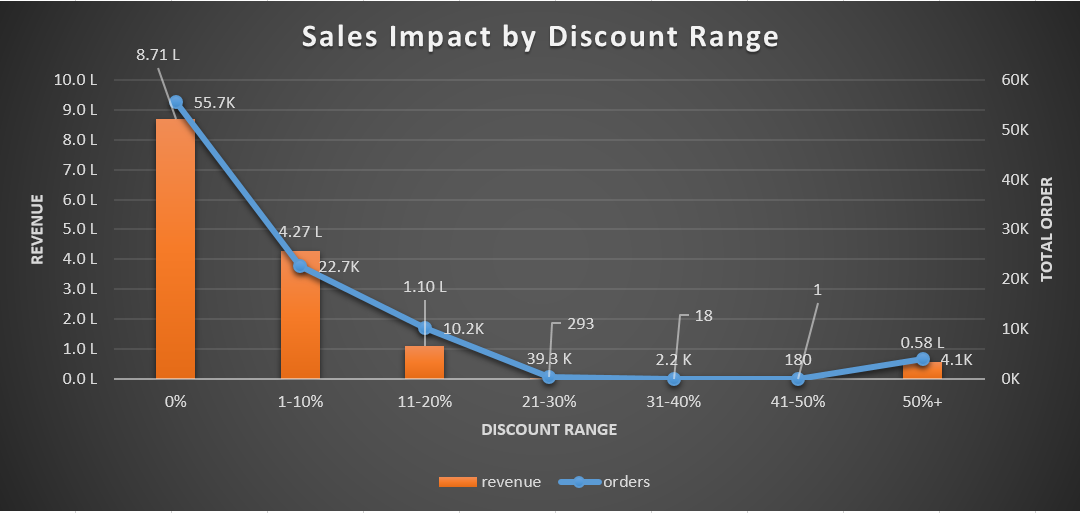 Sales Impact by Discount Range
8.71 L
10.0 L
9.0 L
8.0 L
7.0 L
6.0 L
5.0 L
4.0 L
3.0 L
2.0 L
1.0 L
0.0 L
REVENUE
55.7K
4.27 L
22.7K
1.10 L
10.2K
293
39.3 K
18
2.2 K
1
180
0.58 L
4.1K
60K
50K
40K
30K
20K
10K
0K
TOTAL ORDER
0% 1-10% 11-20% 21-30% 31-40% 41-50% 50%+
DISCOUNT RANGE
revenue orders